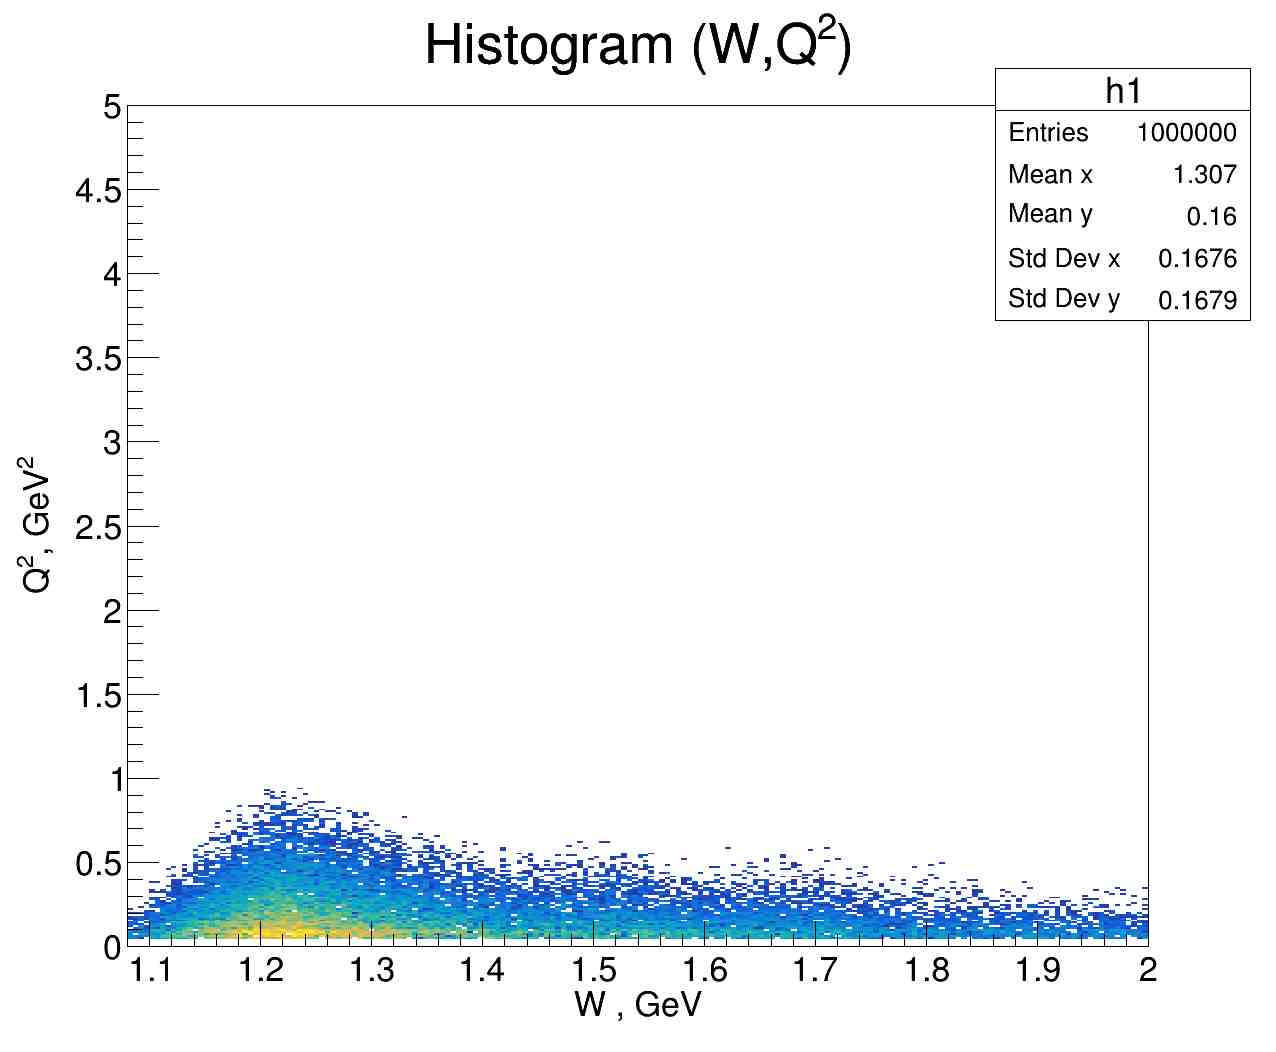 Histogram (W,Q²)
h1
Entries 1000000
Mean x 1.307
Mean y 0.16
Std Dev x 0.1676
Std Dev y 0.1679
5
4.5
4
3.5
3
2.5
2
1.5
1
0.5
0
Q², GeV²
1.1 1.2 1.3 1.4 1.5 1.6 1.7 1.8 1.9 2
W , GeV